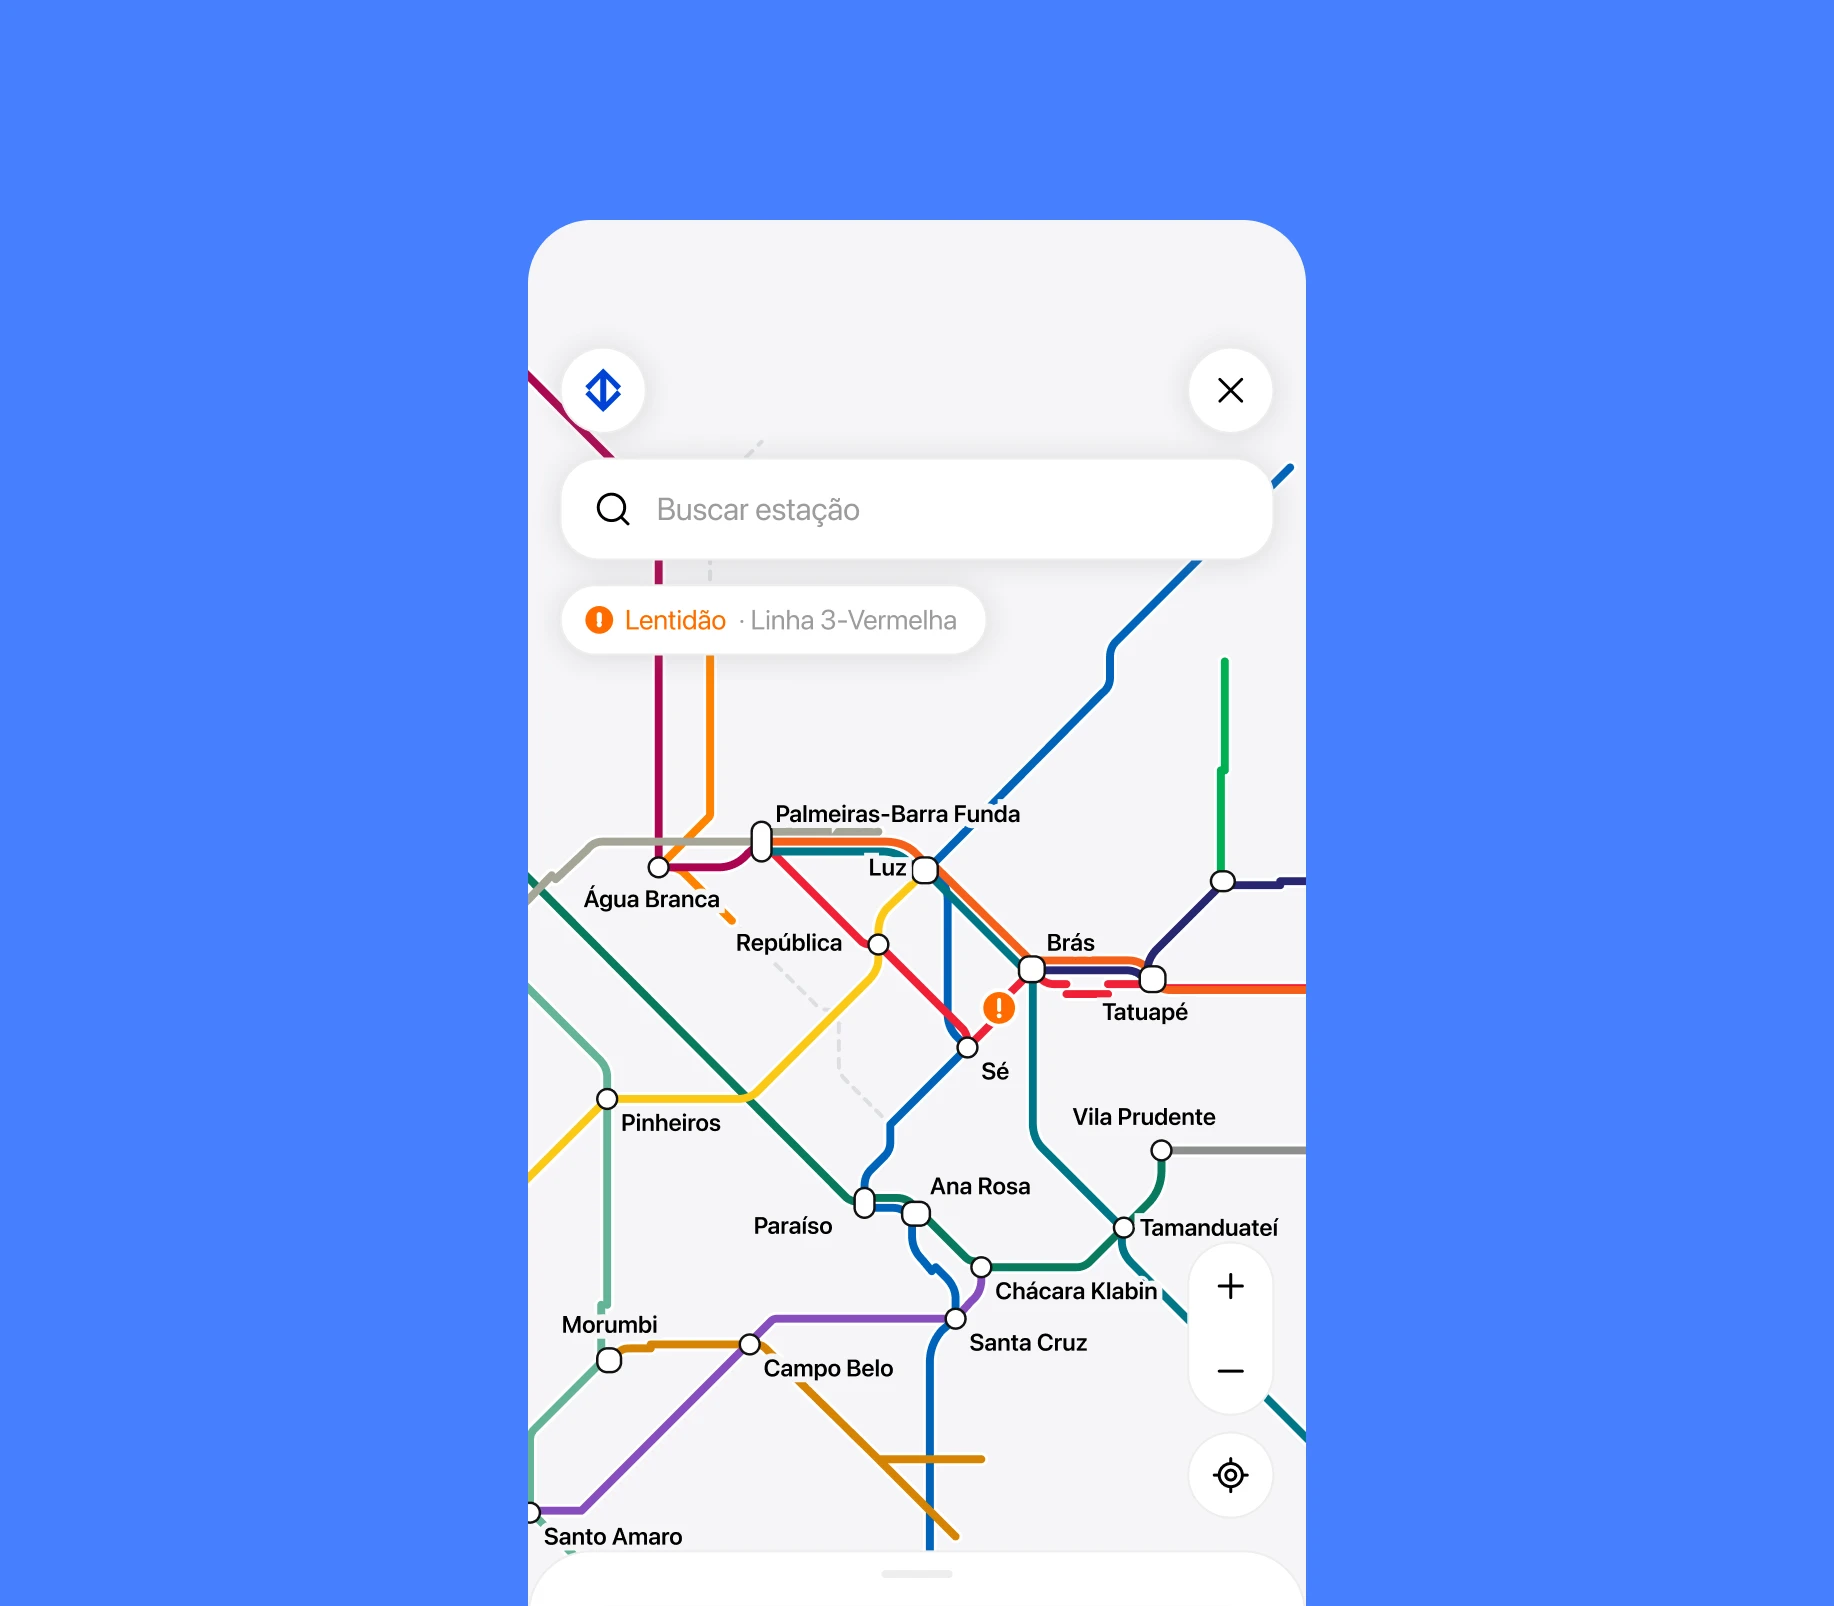 Buscar estação
Lentidão · Linha 3-Vermelha
Palmeiras-Barra Funda
Luz
Água Branca
República
Brás
Tatuapé
Sé
Pinheiros
Vila Prudente
Ana Rosa
Paraíso
Tamanduateí
Chácara Klabin
Morumbi
Santa Cruz
Campo Belo
Santo Amaro